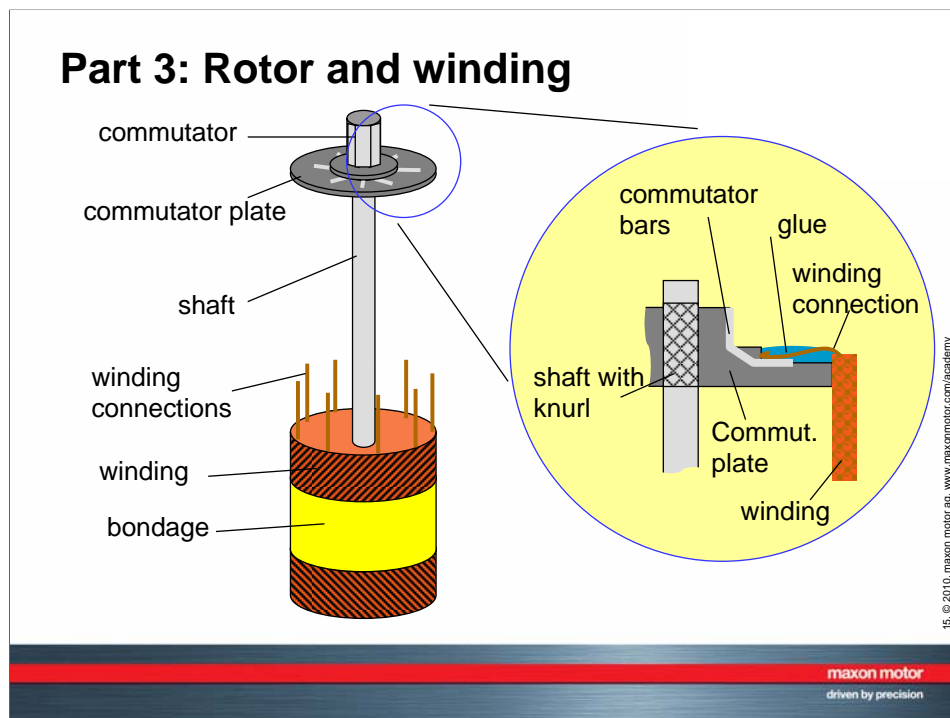 Part 3: Rotor and winding
commutator
commutator plate
shaft
winding
connections
winding
bondage
commutator
bars
glue
winding
connection
shaft with
knurl
Commut.
plate
winding
15, © 2010, maxon motor ag, www.maxonmotor.com/academy
maxon motor
driven by precision